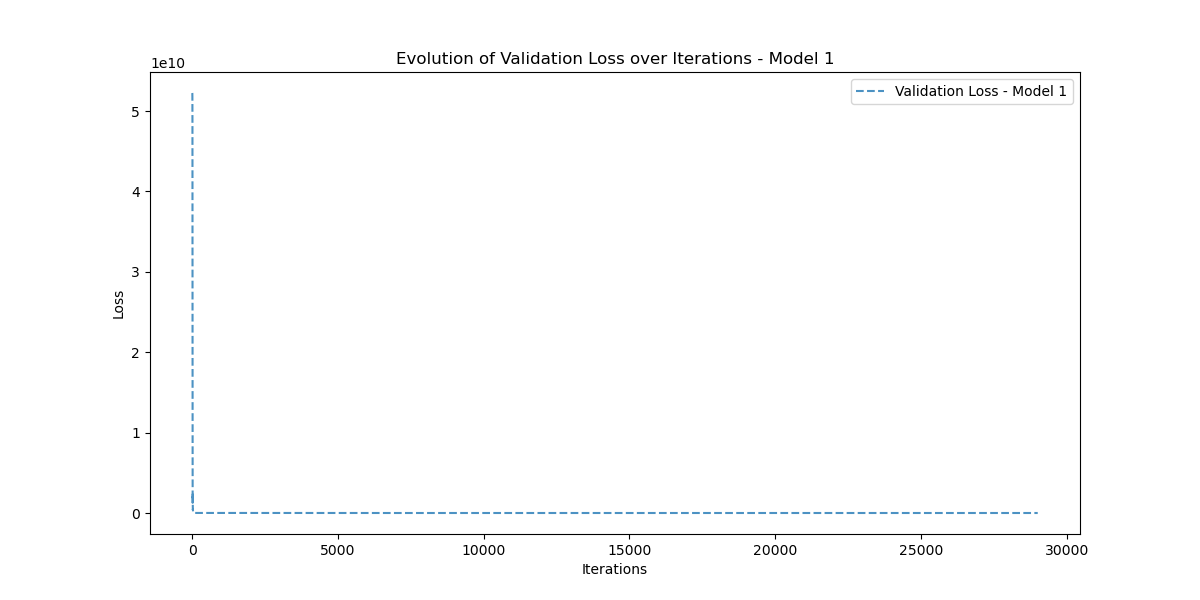 Evolution of Validation Loss over Iterations - Model 1
1e10
Validation Loss - Model 1
5
4
3
2
1
0
Loss
0 5000 10000 15000 20000 25000 30000
Iterations